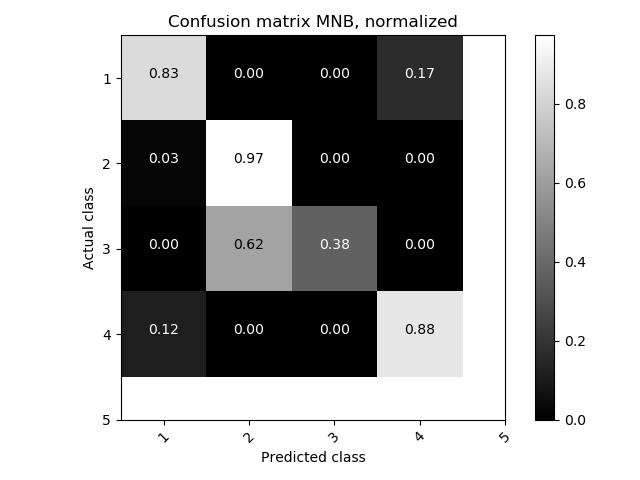 Confusion matrix MNB, normalized
1 0.83 0.00 0.00 0.17
2 0.03 0.97 0.00 0.00
3 0.00 0.62 0.38 0.00
4 0.12 0.00 0.00 0.88
5
1 2 3 4 5
Actual class
Predicted class
0.8
0.6
0.4
0.2
0.0